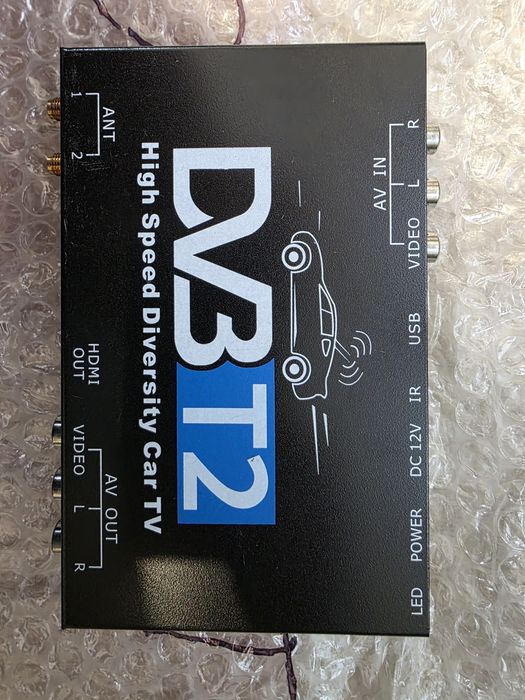 AV IN
R L VIDEO USB IR DC 12V POWER LED
DVB T2
High Speed Diversity Car TV
ANT
1 2
HDMI
OUT
AV OUT
VIDEO L R